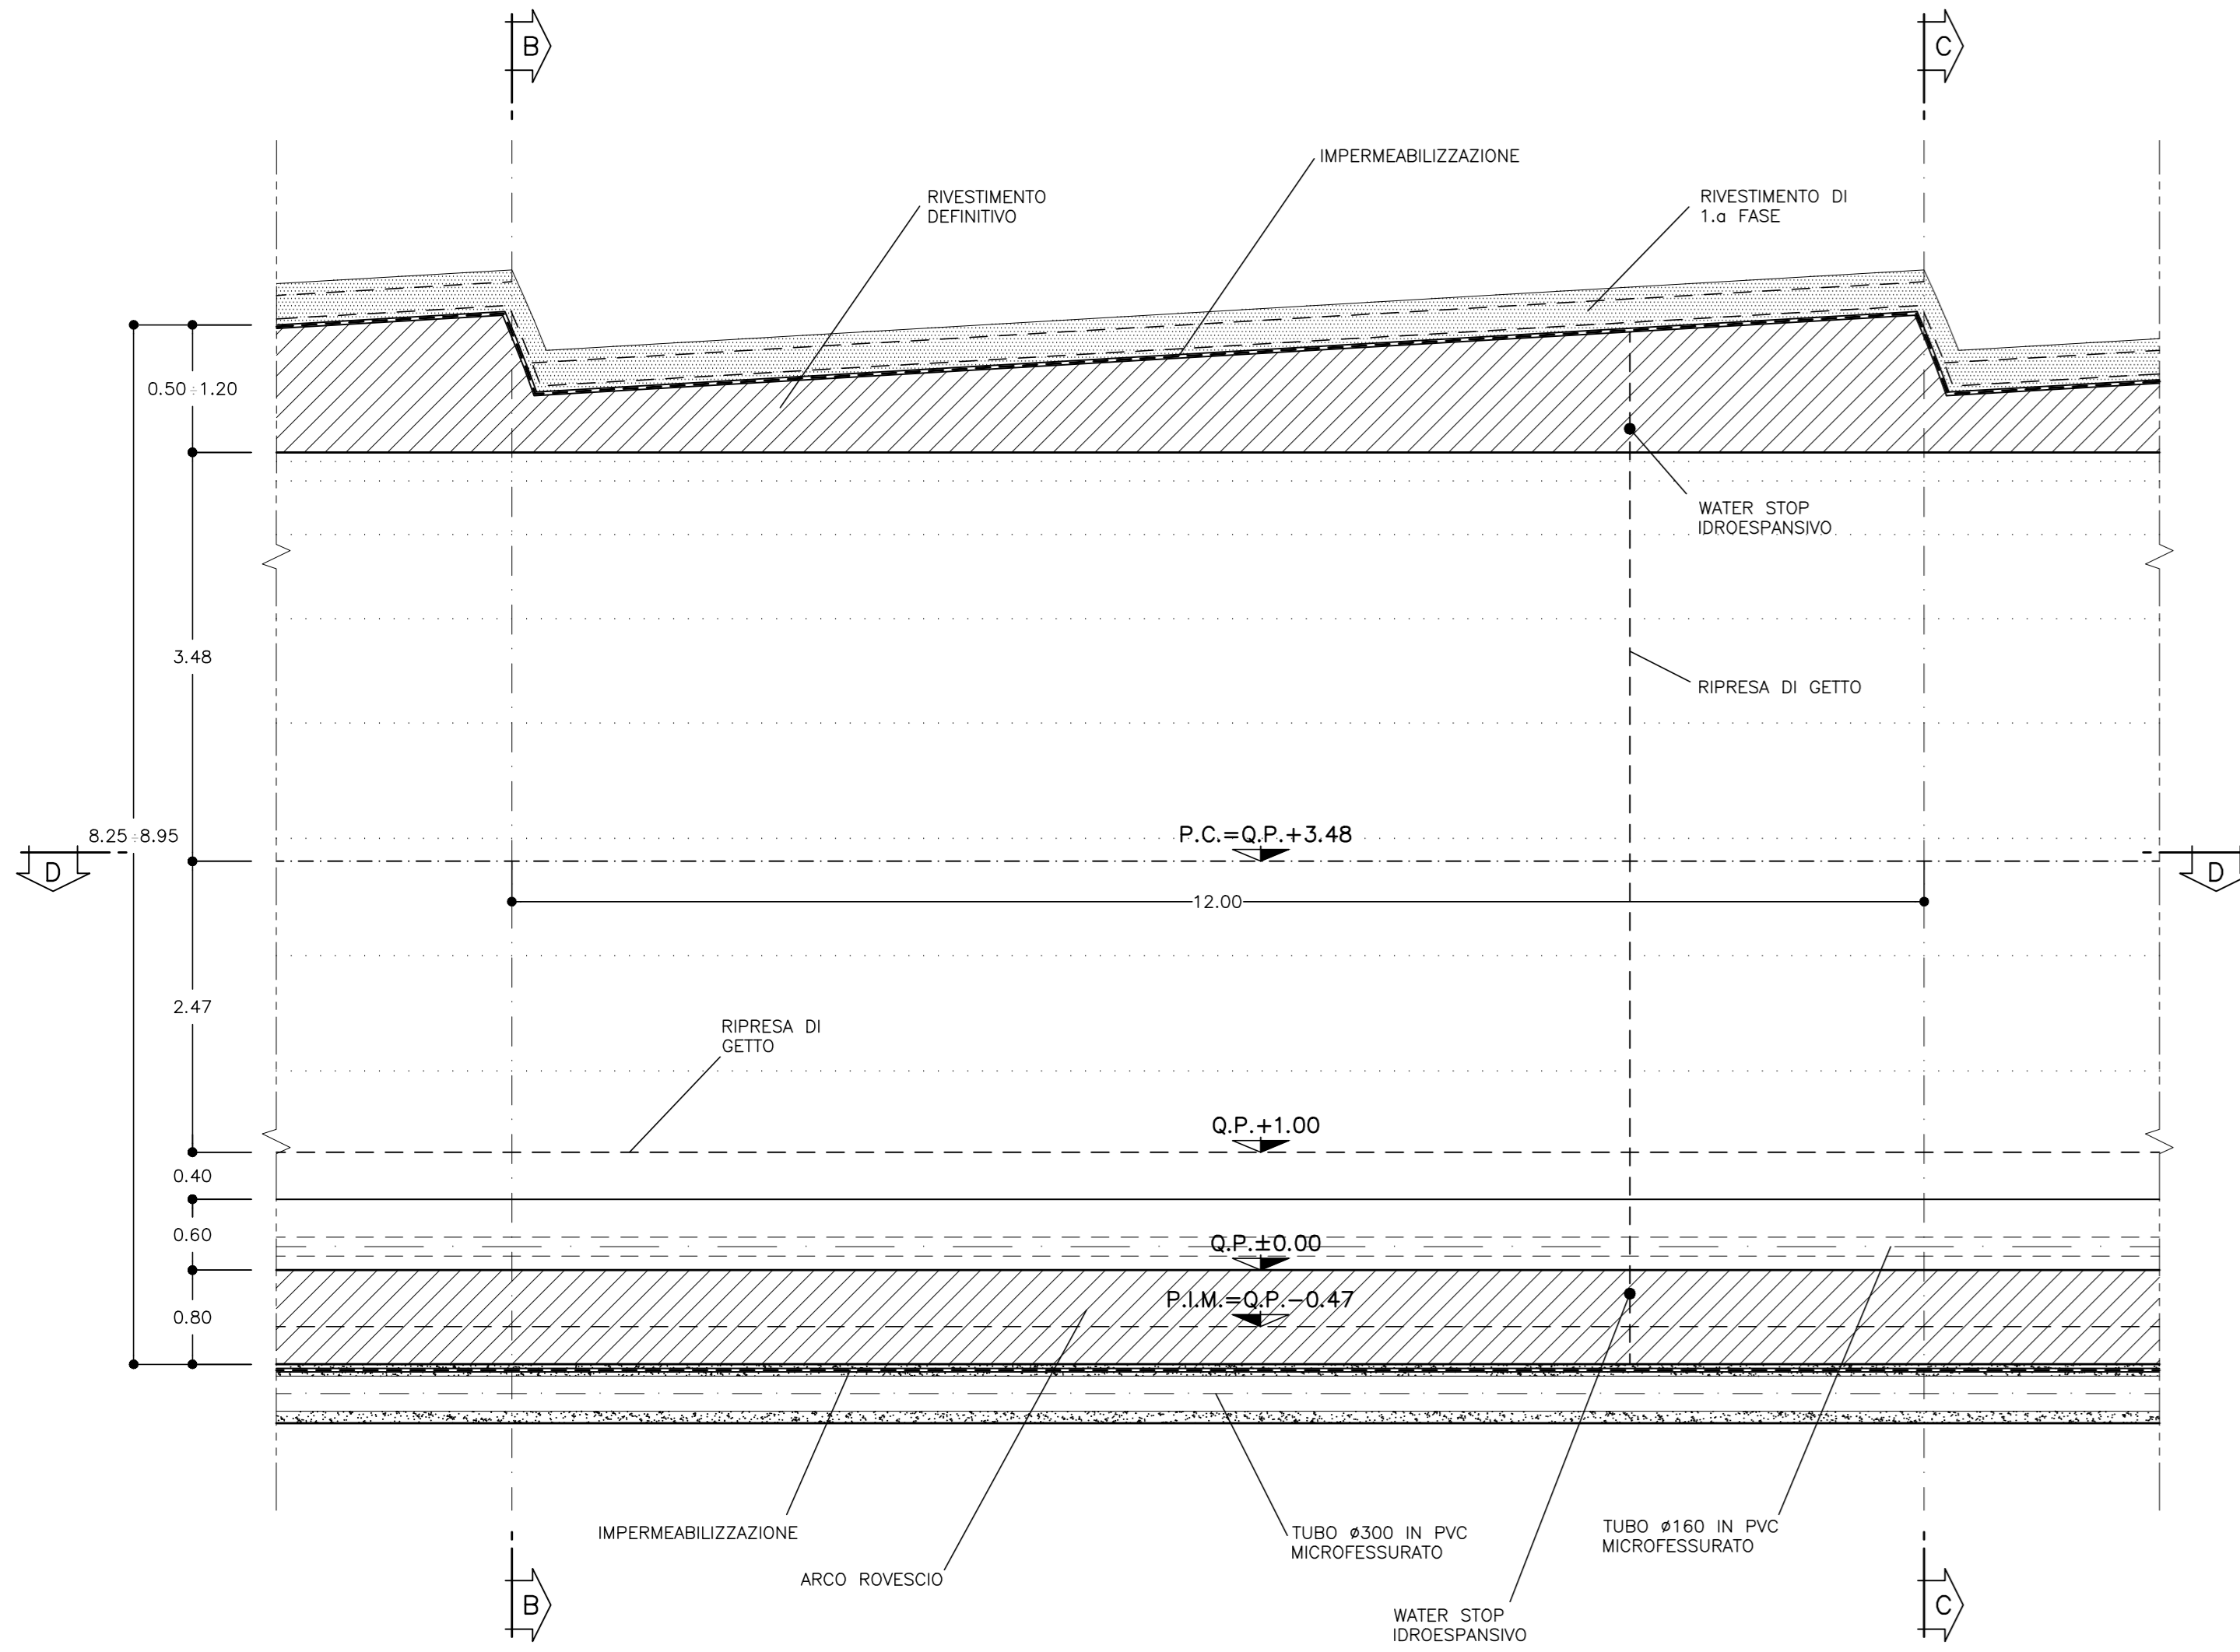 B
C
IMPERMEABILIZZAZIONE
RIVESTIMENTO
DEFINITIVO
RIVESTIMENTO DI
1.a FASE
0.50÷1.20
WATER STOP
IDROESPANSIVO
3.48
RIPRESA DI GETTO
8.25÷8.95
P.C.=Q.P.+3.48
D
D
12.00
2.47
RIPRESA DI
GETTO
Q.P.+1.00
0.40
0.60
Q.P.±0.00
P.I.M.=Q.P.-0.47
0.80
IMPERMEABILIZZAZIONE
TUBO ø300 IN PVC
MICROFESSURATO
TUBO ø160 IN PVC
MICROFESSURATO
ARCO ROVESCIO
B
C
WATER STOP
IDROESPANSIVO